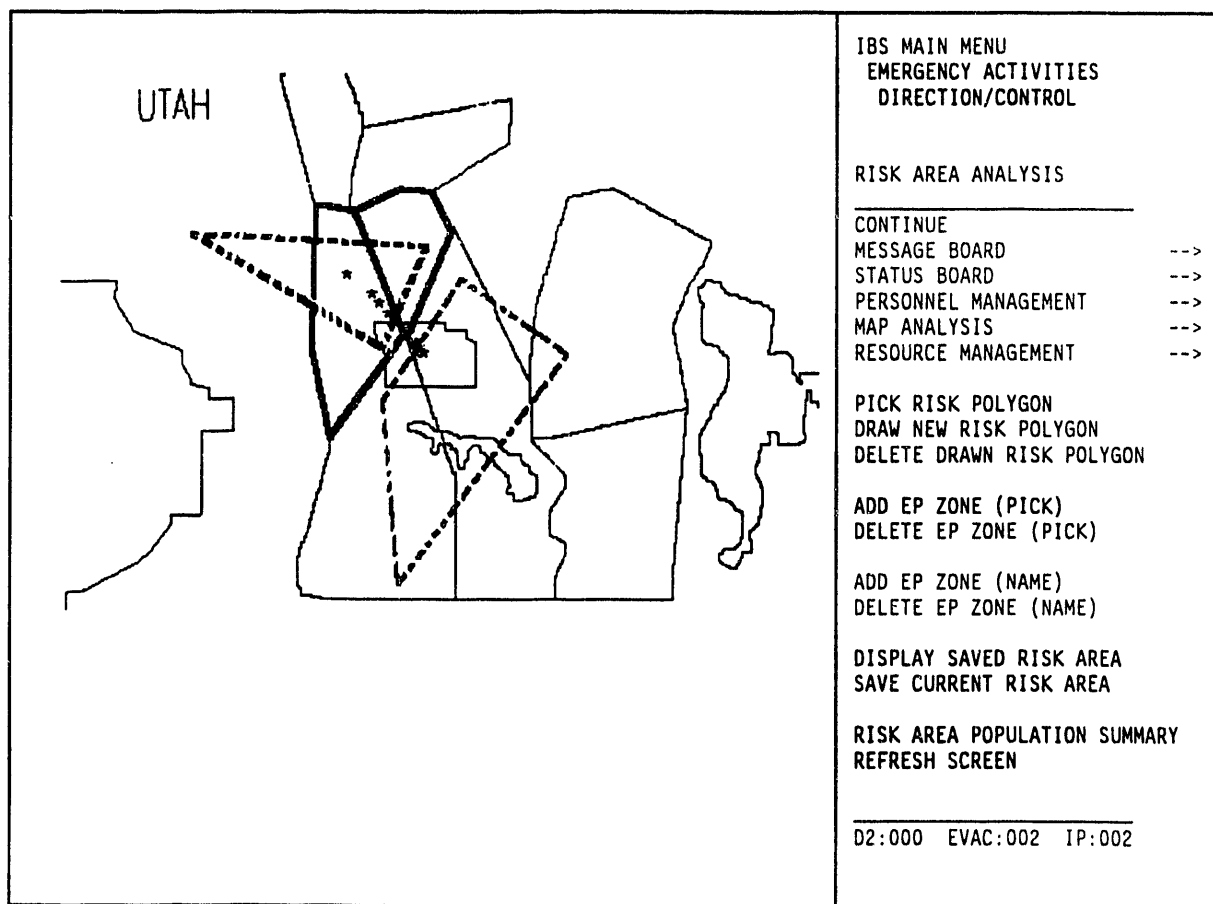 UTAH
IBS MAIN MENU
EMERGENCY ACTIVITIES
DIRECTION/CONTROL
RISK AREA ANALYSIS
CONTINUE
MESSAGE BOARD -->
STATUS BOARD -->
PERSONNEL MANAGEMENT -->
MAP ANALYSIS -->
RESOURCE MANAGEMENT -->
PICK RISK POLYGON
DRAW NEW RISK POLYGON
DELETE DRAWN RISK POLYGON
ADD EP ZONE (PICK)
DELETE EP ZONE (PICK)
ADD EP ZONE (NAME)
DELETE EP ZONE (NAME)
DISPLAY SAVED RISK AREA
SAVE CURRENT RISK AREA
RISK AREA POPULATION SUMMARY
REFRESH SCREEN
D2:000 EVAC:002 IP:002